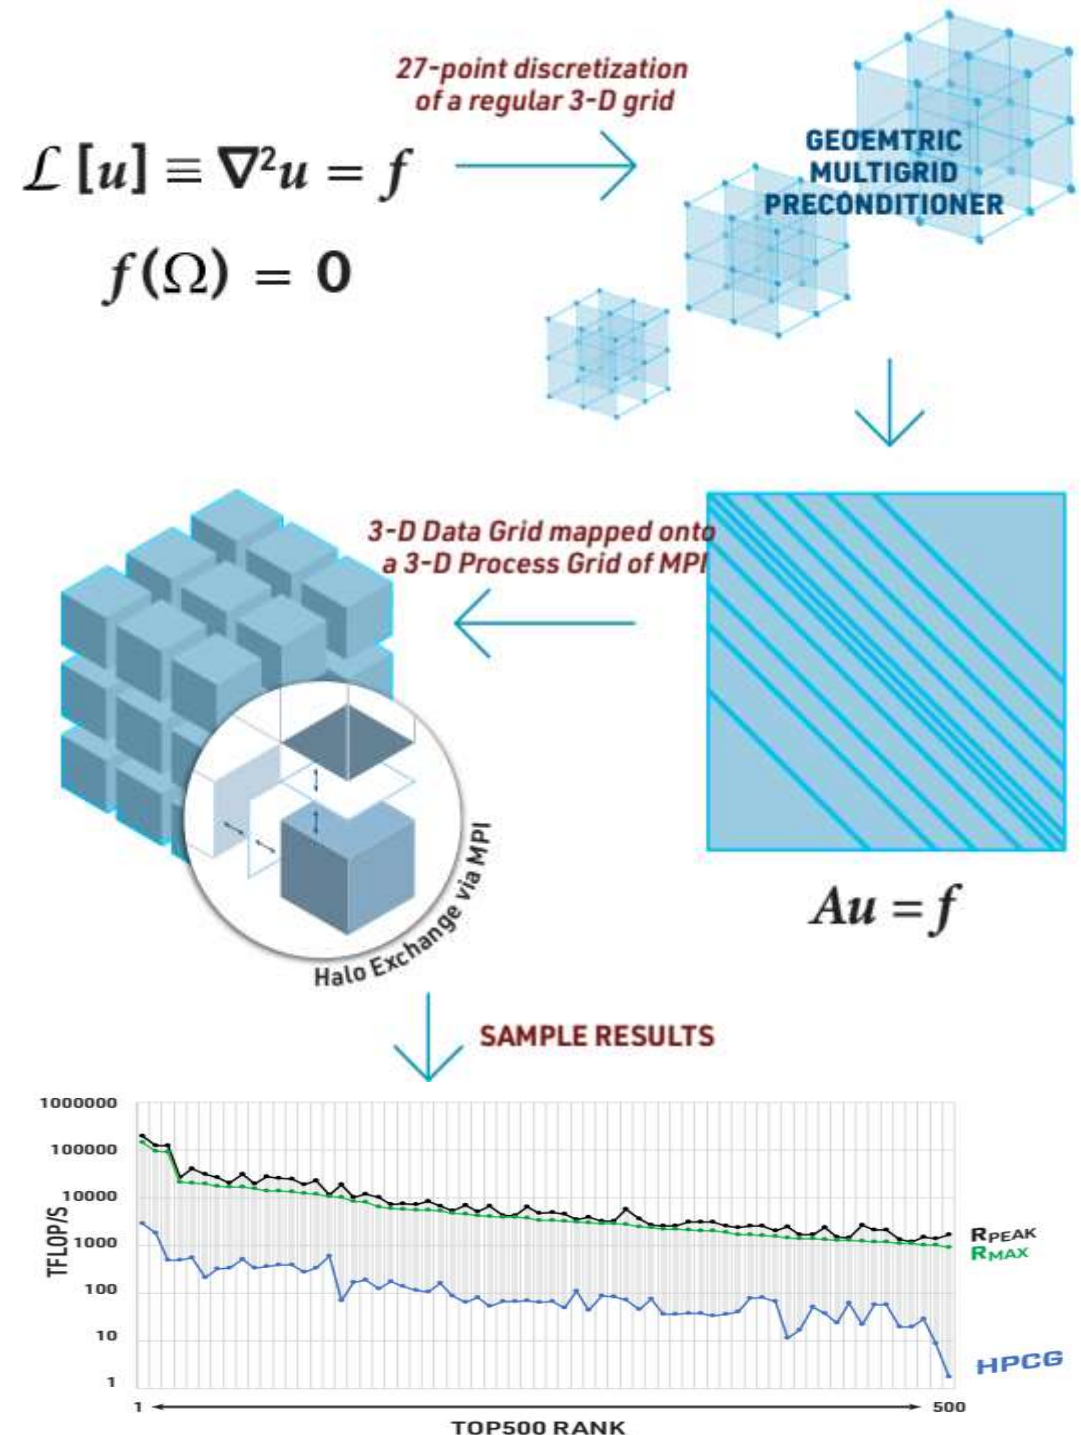 27-point discretization
of a regular 3-D grid
ℒ [u] ≡ ∇²u = f
f(Ω) = 0
GEOEMTRIC
MULTIGRID
PRECONDITIONER
3-D Data Grid mapped onto
a 3-D Process Grid of MPI
Halo Exchange via MPI
Au = f
SAMPLE RESULTS
1000000
100000
10000
1000
100
10
1
TFLOP/S
RPEAK
RMAX
HPCG
1
500
TOP500 RANK